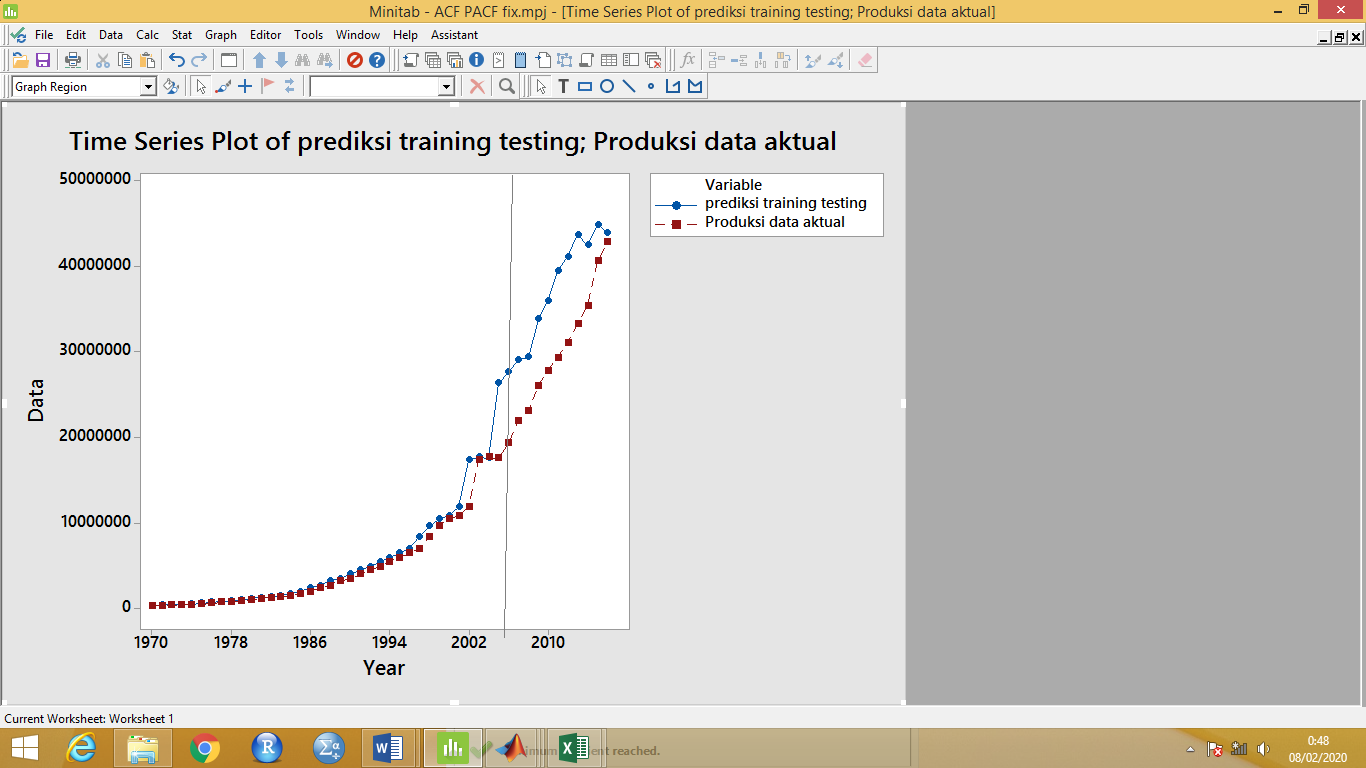 Minitab - ACF PACF fix.mpj - [Time Series Plot of prediksi training testing; Produksi data aktual]
File Edit Data Calc Stat Graph Editor Tools Window Help Assistant
Graph Region
Time Series Plot of prediksi training testing; Produksi data aktual
Variable
prediksi training testing
Produksi data aktual
50000000
40000000
30000000
20000000
10000000
0
Data
1970 1978 1986 1994 2002 2010
Year
Current Worksheet: Worksheet 1
reached.
0:48
08/02/2020